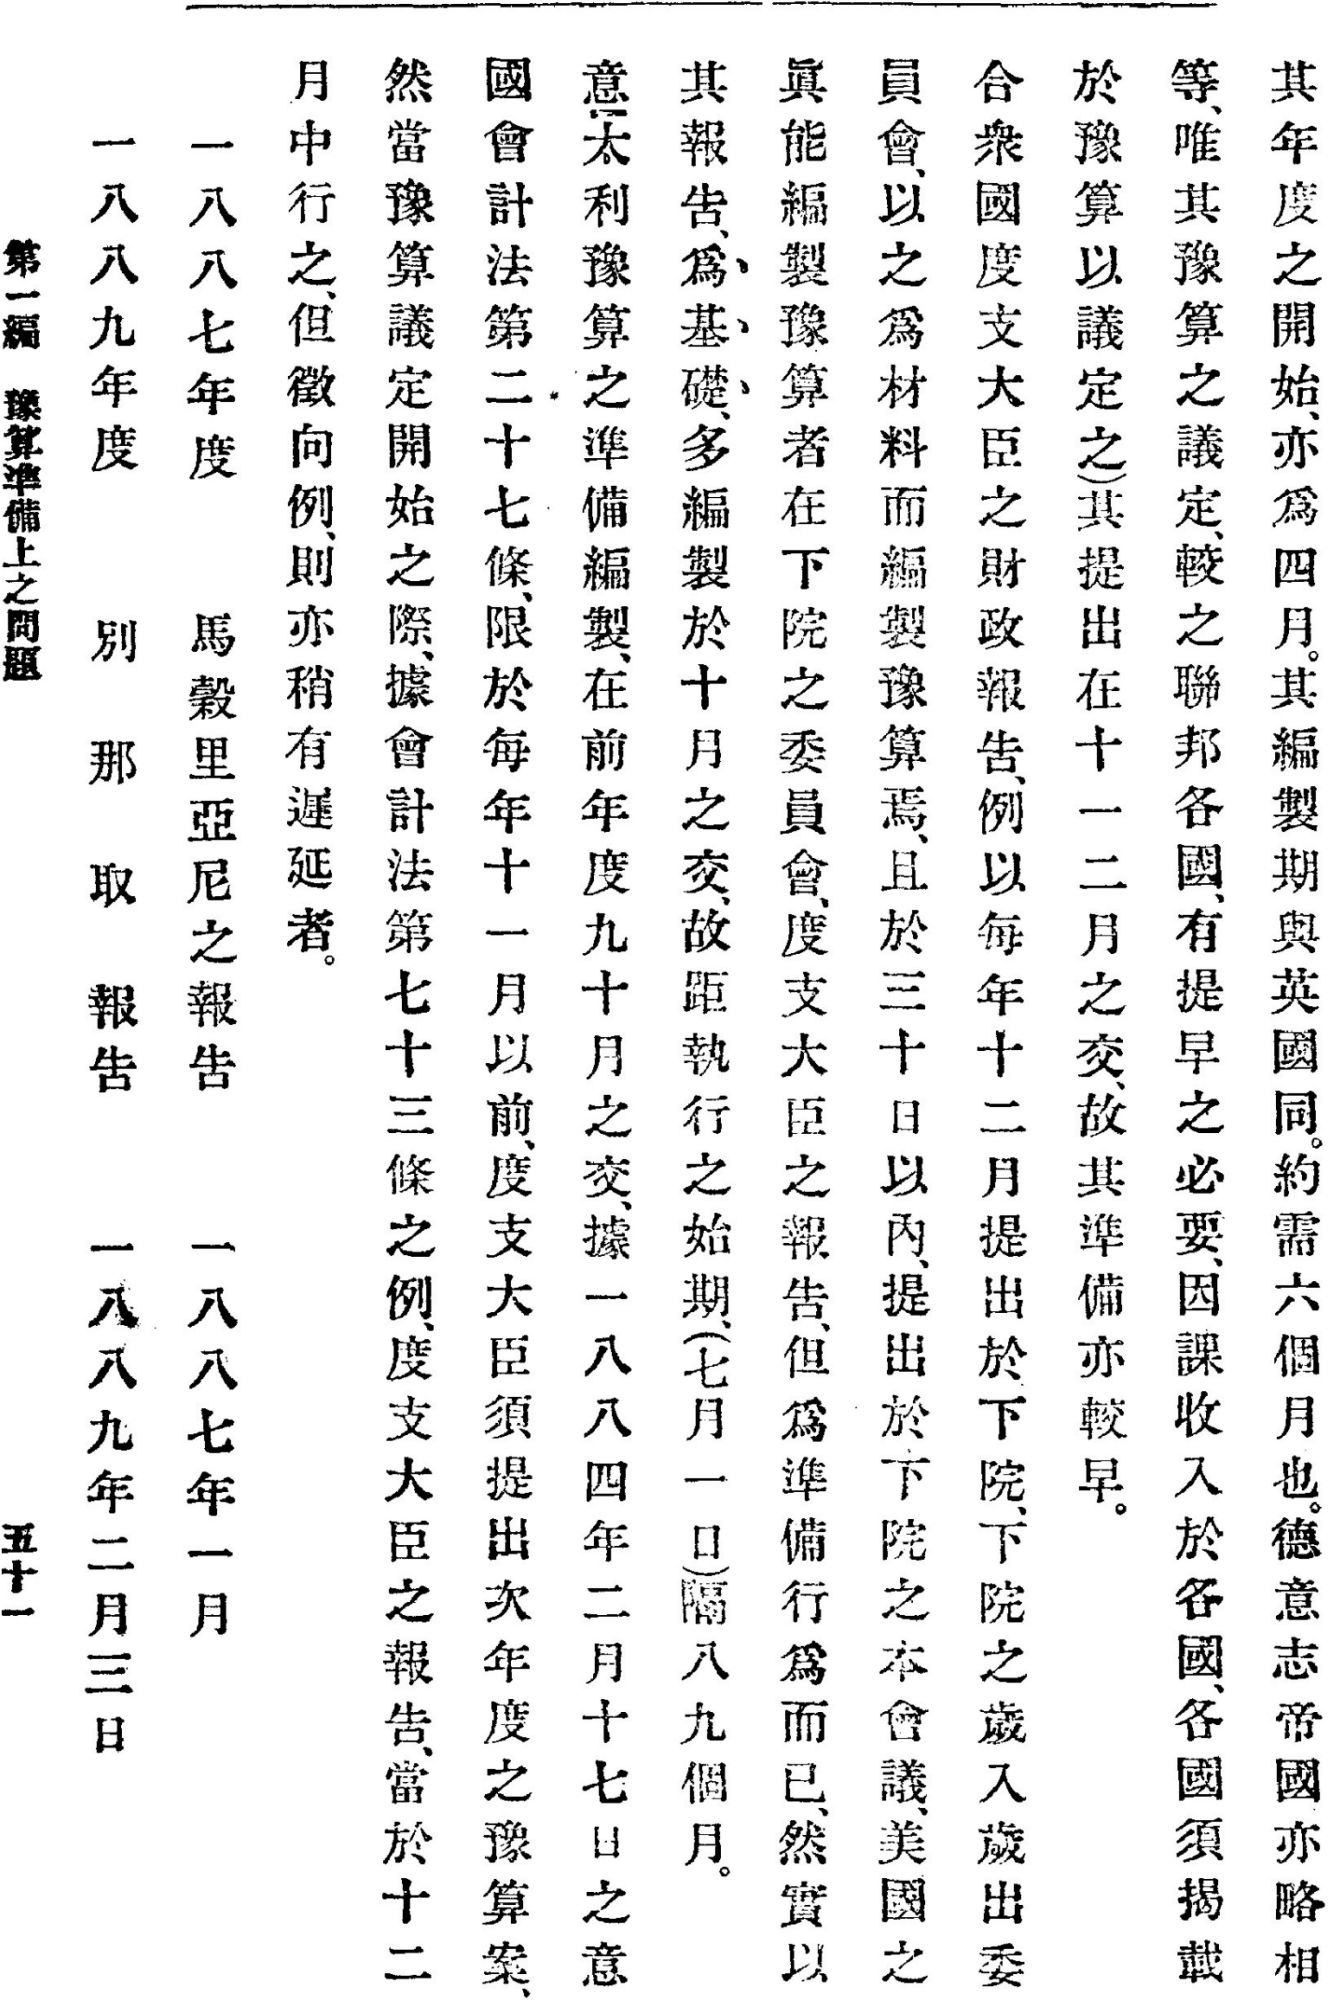 其年度之開始、亦爲四月。其編製期與英國同。約需六個月也。德意志帝國亦略相
等、唯其豫算之議定、較之聯邦各國、有提早之必要、因課收入於各國、各國須揭載
於豫算以議定之)其提出在十一二月之交、故其準備亦較早。
合衆國度支大臣之財政報告、例以每年十二月提出於下院、下院之歲入歲出委
員會、以之爲材料而編製豫算焉、且於三十日以內、提出於下院之本會議、美國之
眞能編製豫算者在下院之委員會、度支大臣之報告、但爲準備行爲而已、然實以
其報告、爲基礎、多編製於十月之交、故距執行之始期、(七月一日)隔八九個月。
意太利豫算之準備編製、在前年度九十月之交、據一八八四年二月十七日之意
國會計法第二十七條、限於每年十一月以前、度支大臣須提出次年度之豫算案、
然當豫算議定開始之際、據會計法第七十三條之例、度支大臣之報告、當於十二
月中行之、但徵向例、則亦稍有遲延者。
一八八七年度 馬穀里亞尼之報告 一八八七年一月
一八八九年度 別那取報告 一八八九年二月三日
第一編 豫算準備上之問題 五十一